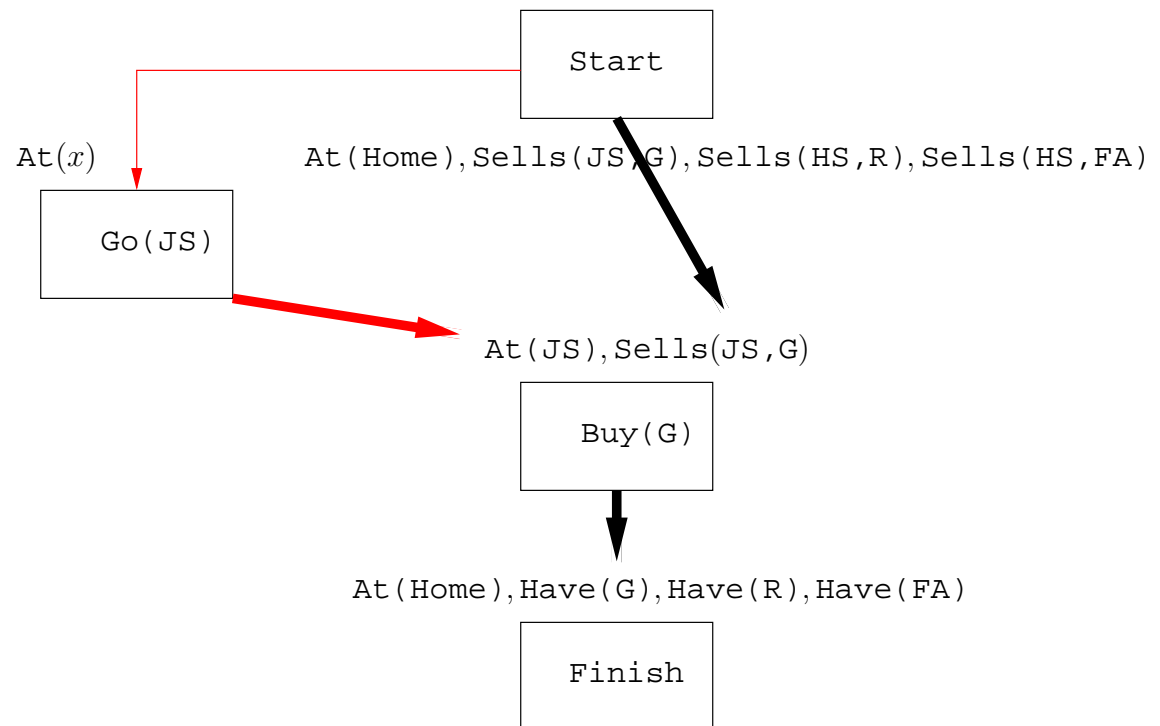 Start
At(x)
At(Home),Sells(JS,G),Sells(HS,R),Sells(HS,FA)
Go(JS)
At(JS),Sells(JS,G)
Buy(G)
At(Home),Have(G),Have(R),Have(FA)
Finish